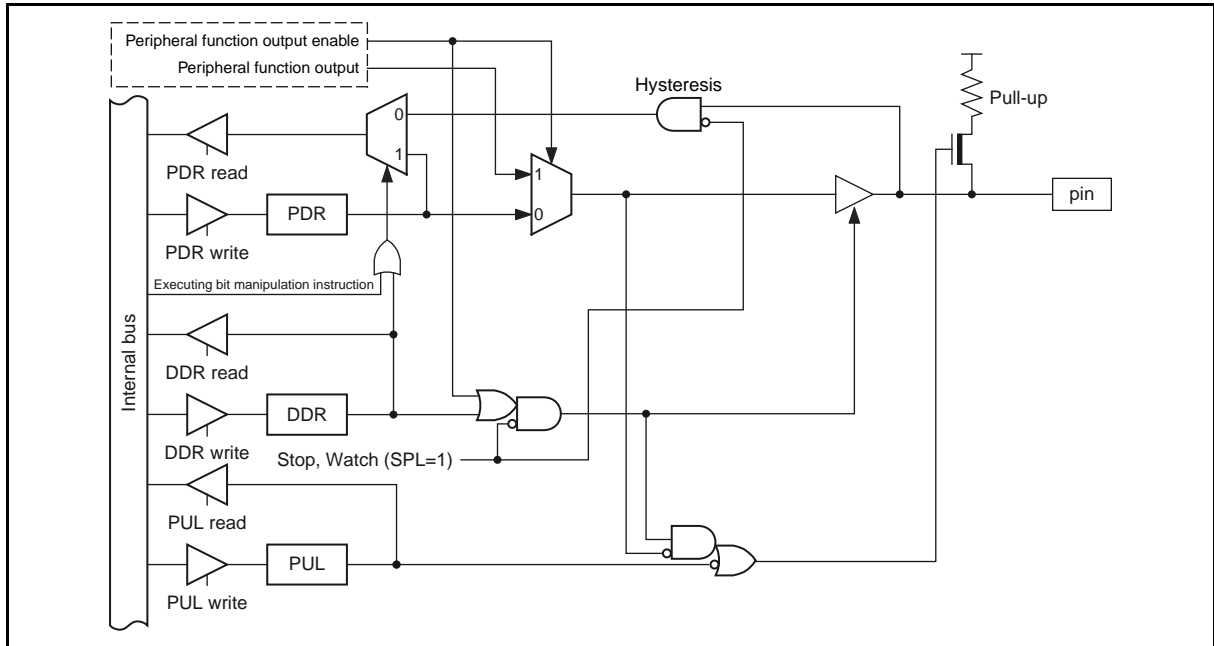 Peripheral function output enable
Peripheral function output
Hysteresis
Pull-up
0
1
PDR read
1
0
pin
PDR
PDR write
Executing bit manipulation instruction
Internal bus
DDR read
DDR
DDR write
Stop, Watch (SPL=1)
PUL read
PUL
PUL write